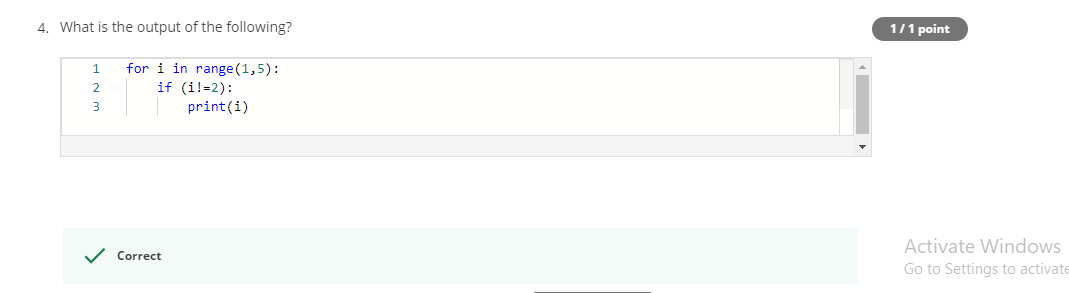 4. What is the output of the following?
1/1 point
1 for i in range(1,5):
2 if (i!=2):
3 print(i)
Correct
Activate Windows
Go to Settings to activate